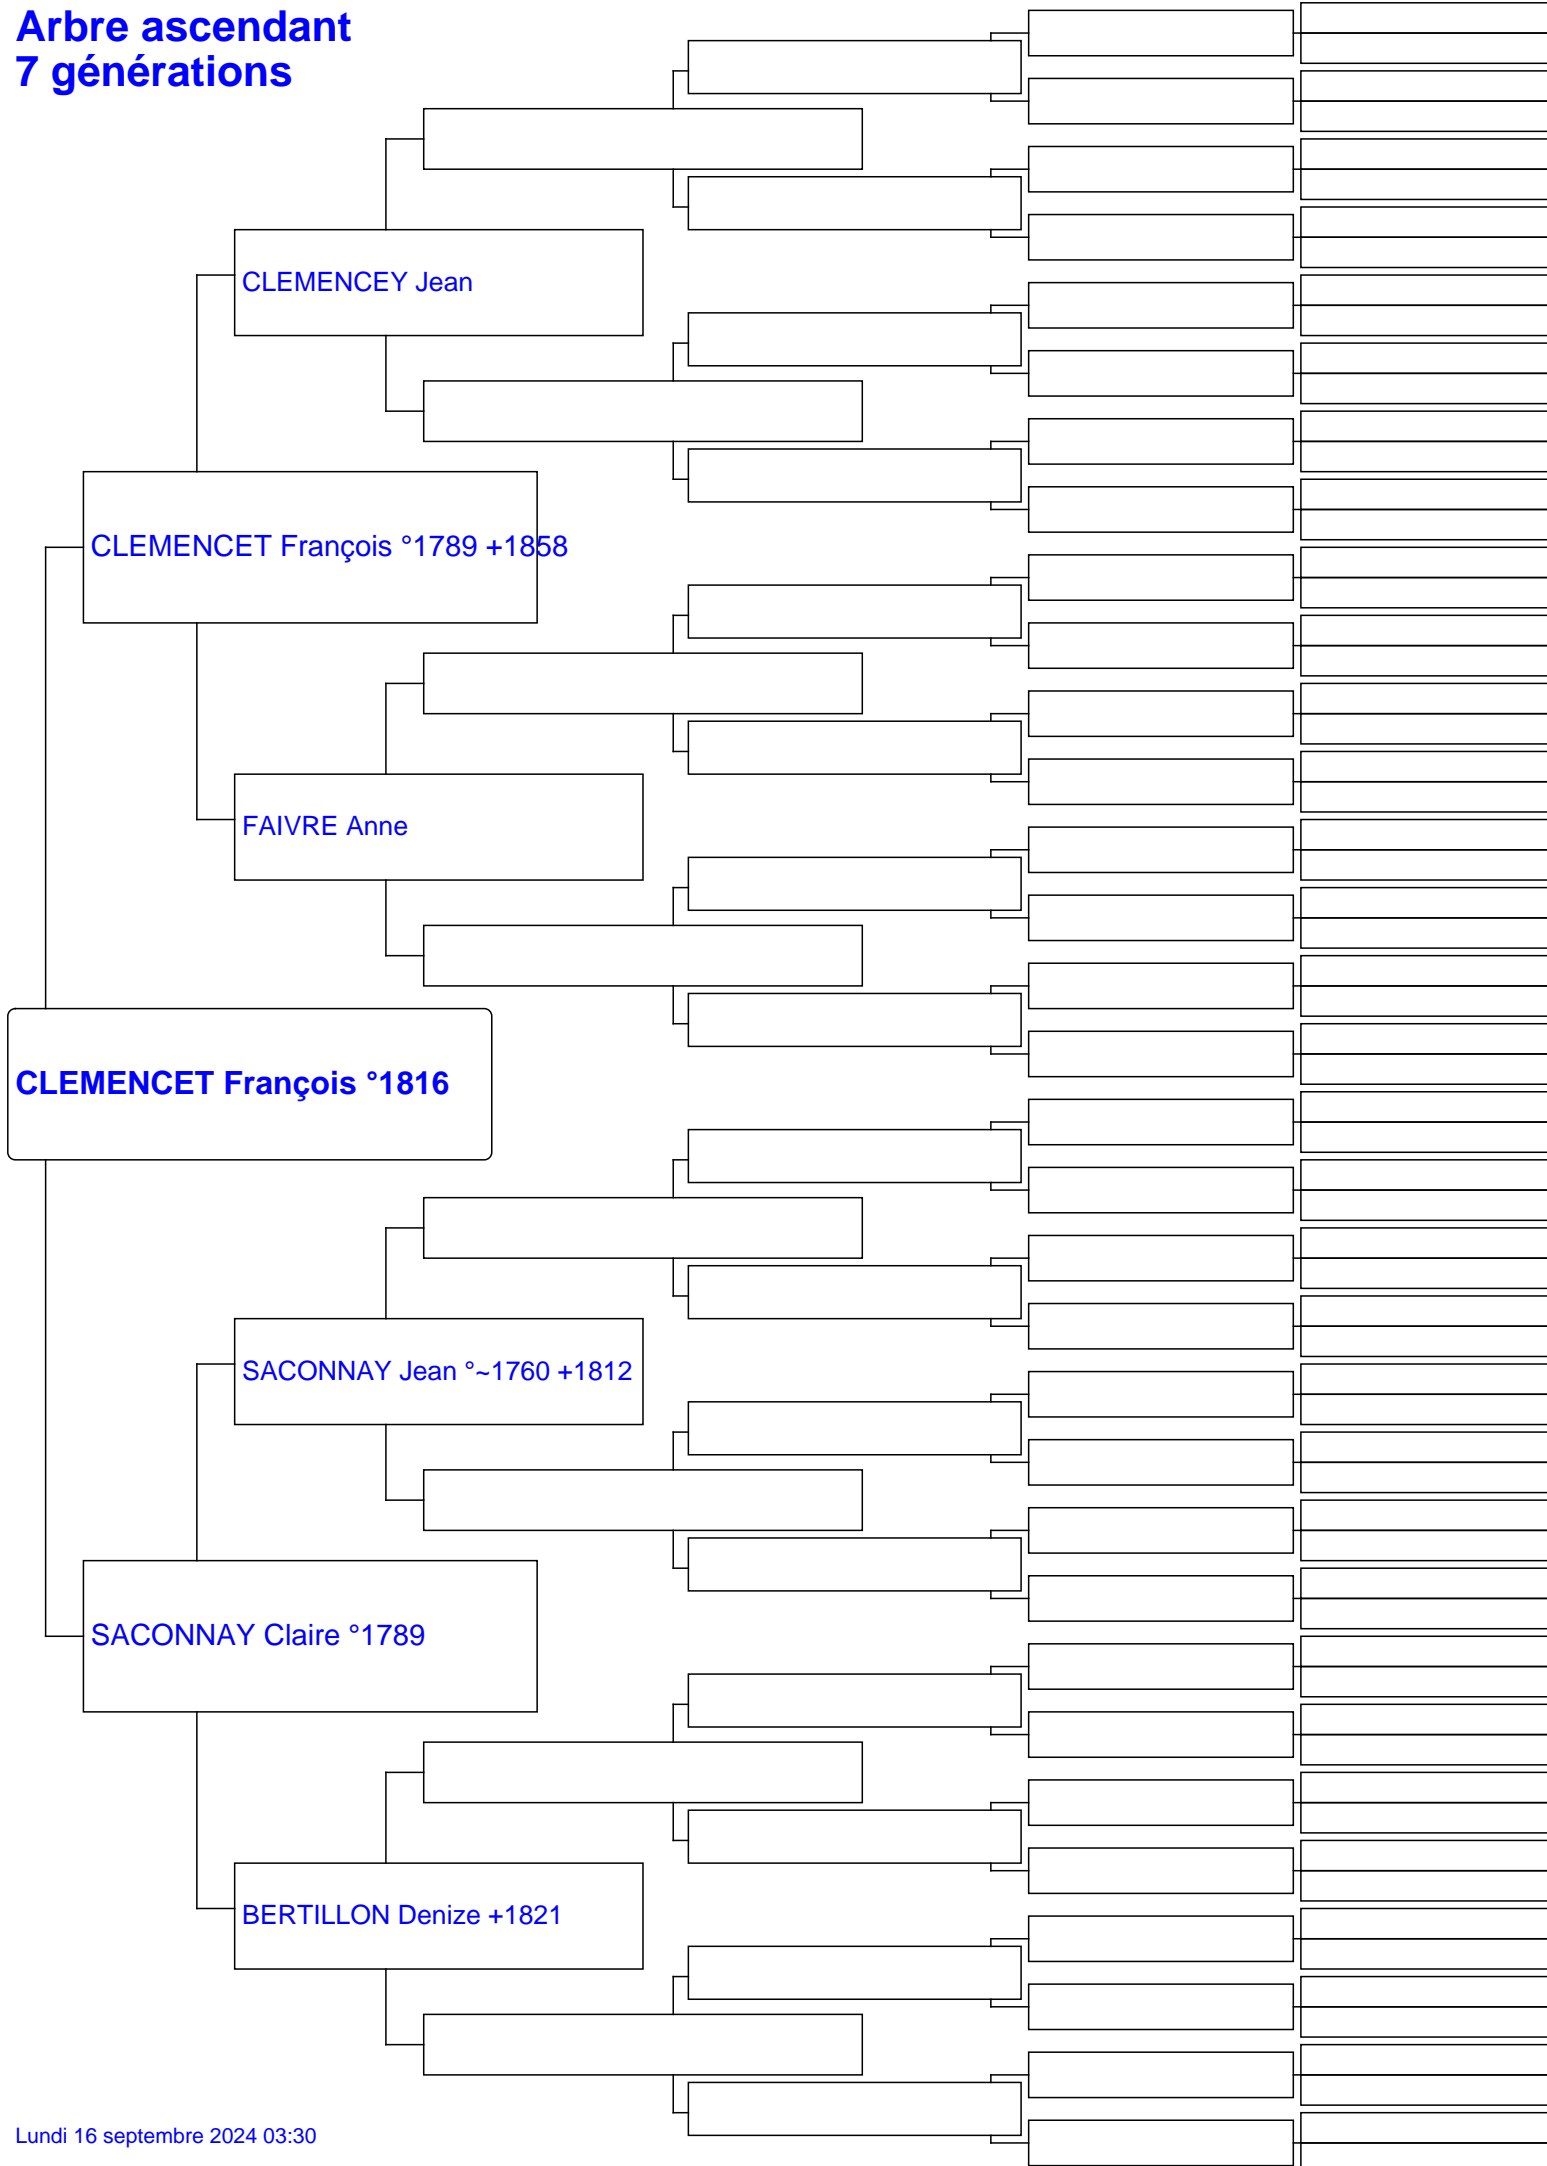 Arbre ascendant
7 générations
CLEMENCEY Jean
CLEMENCET François °1789 +1858
FAIVRE Anne
CLEMENCET François °1816
SACONNAY Jean °~1760 +1812
SACONNAY Claire °1789
BERTILLON Denize +1821
Lundi 16 septembre 2024 03:30